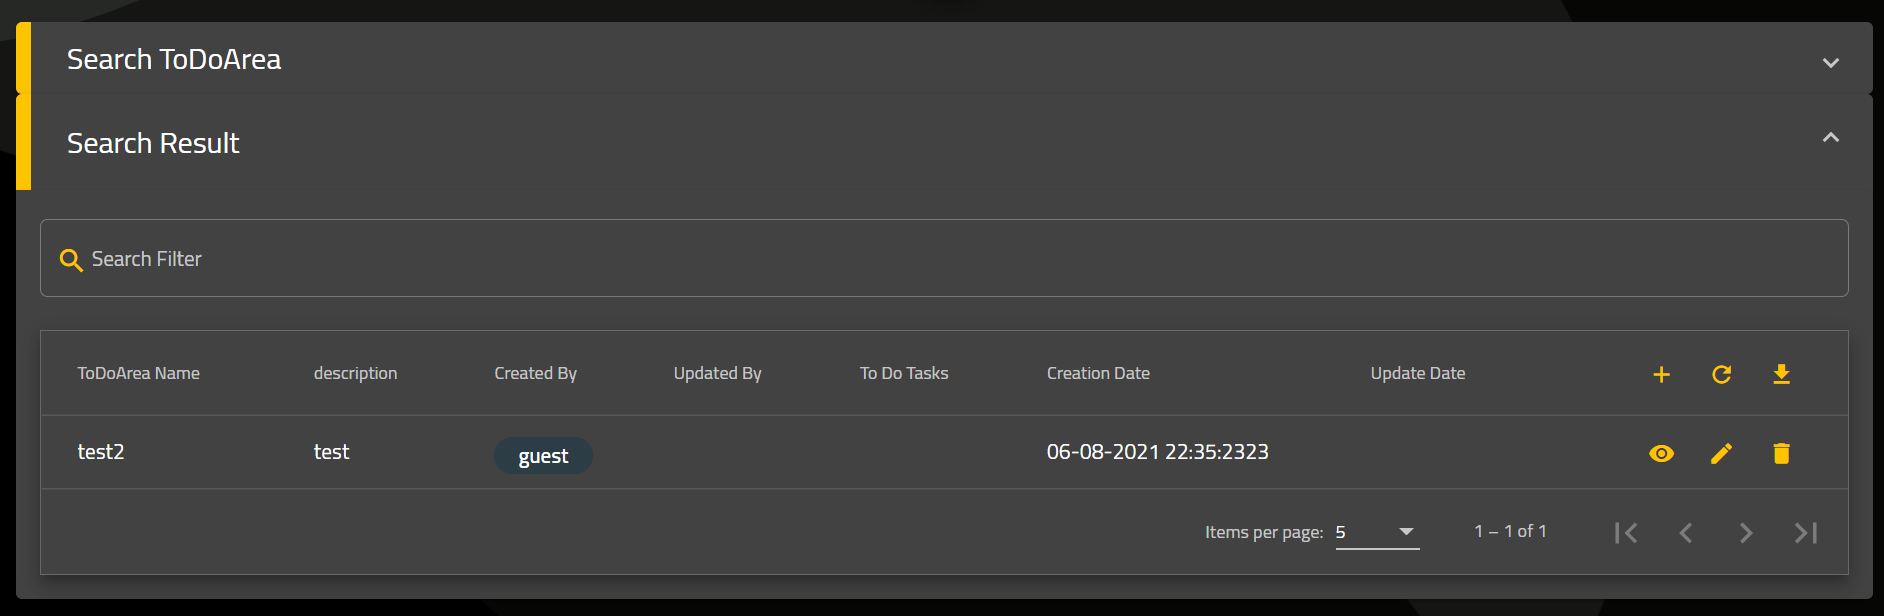 Search ToDoArea
Search Result
Search Filter
ToDoArea Name description Created By Updated By To Do Tasks Creation Date Update Date
test2 test guest 06-08-2021 22:35:2323
Items per page: 5 1 – 1 of 1